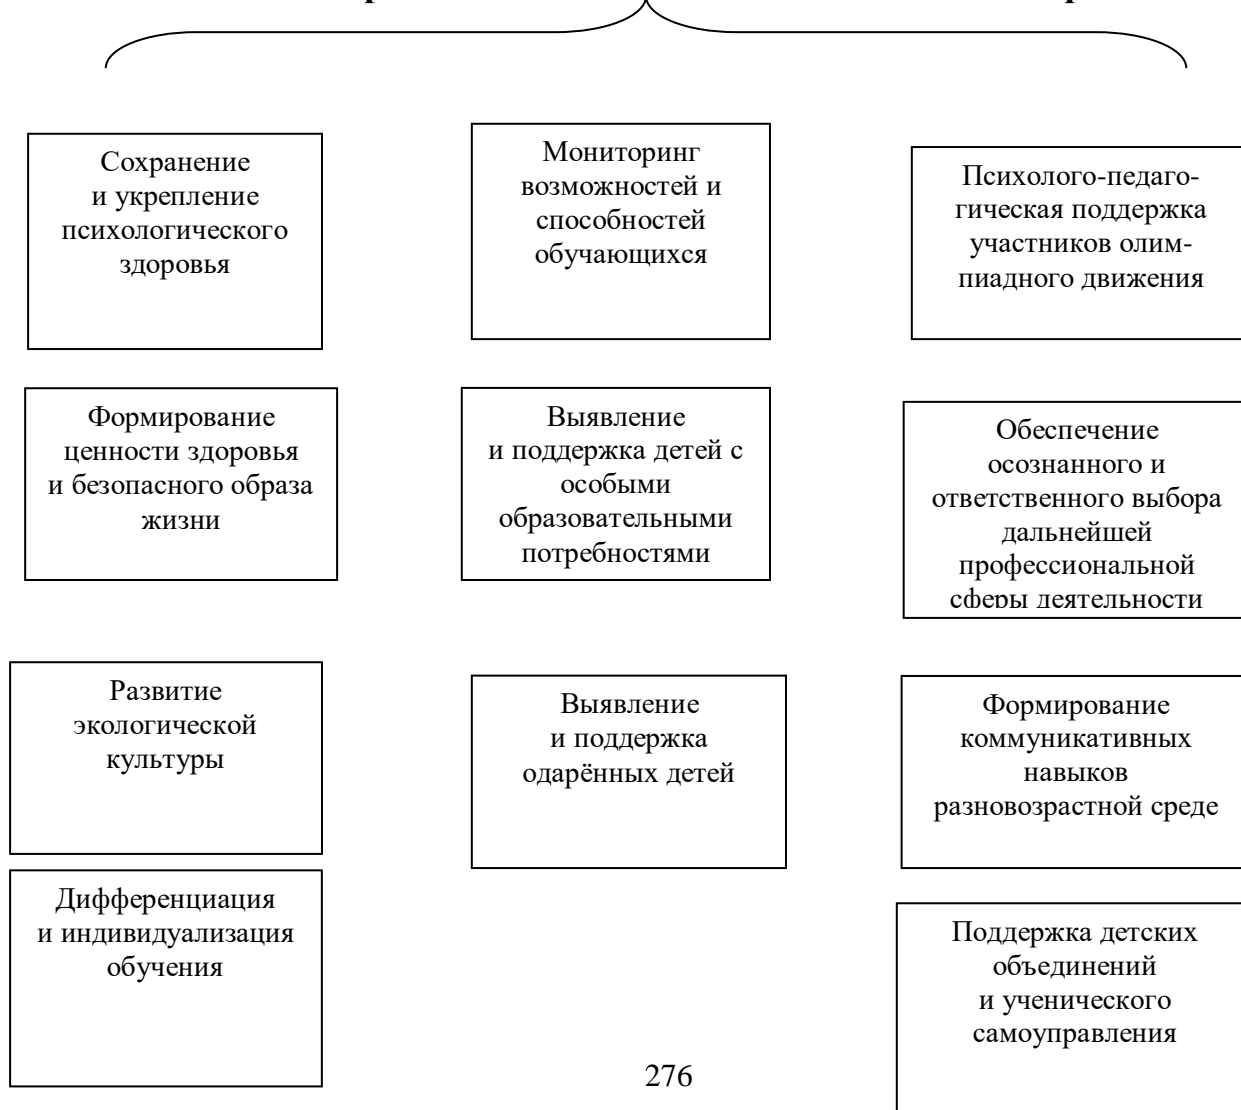 Сохранение
и укрепление
психологического
здоровья
Мониторинг
возможностей и
способностей
обучающихся
Психолого-педаго-
гическая поддержка
участников олим-
пиадного движения
Формирование
ценности здоровья
и безопасного образа
жизни
Выявление
и поддержка детей с
особыми
образовательными
потребностями
Обеспечение
осознанного и
ответственного выбора
дальнейшей
профессиональной
сферы деятельности
Развитие
экологической
культуры
Выявление
и поддержка
одарённых детей
Формирование
коммуникативных
навыков
разновозрастной среде
Дифференциация
и индивидуализация
обучения
Поддержка детских
объединений
и ученического
самоуправления
276